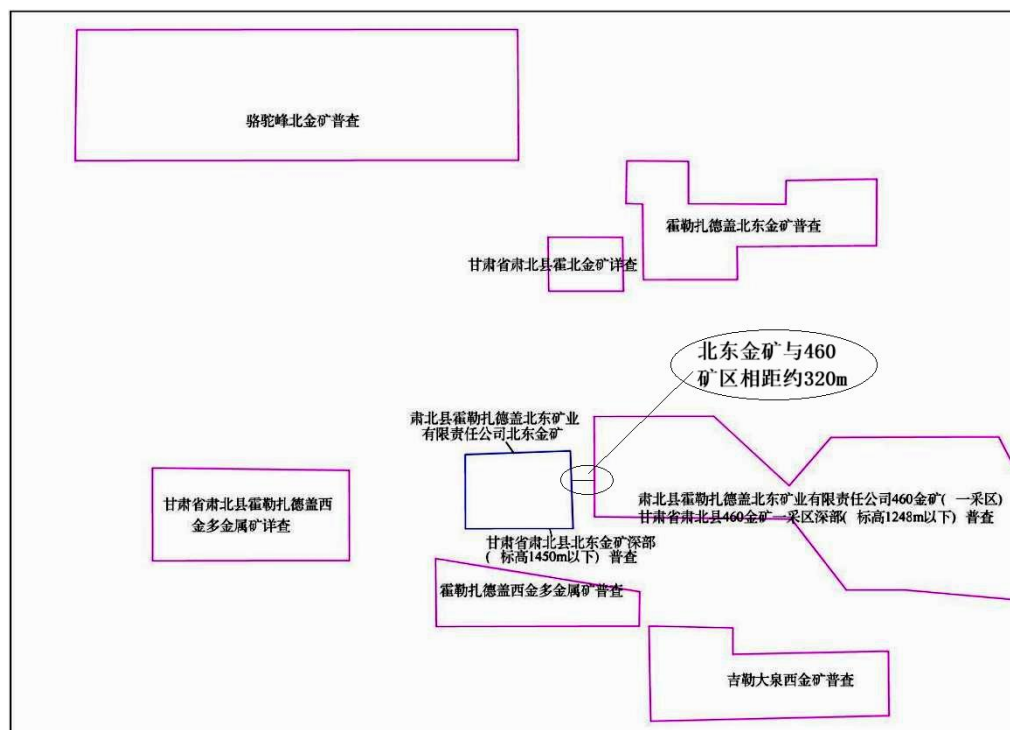 骆驼峰北金矿普查
霍勒扎德盖北东金矿普查
甘肃省肃北县霍北金矿详查
北东金矿与460
矿区相距约320m
肃北县霍勒扎德盖北东矿业
有限责任公司北东金矿
甘肃省肃北县霍勒扎德盖西
金多金属矿详查
肃北县霍勒扎德盖北东矿业有限责任公司460金矿( 一采区)
甘肃省肃北县460金矿一采区深部( 标高1248m以下) 普查
甘肃省肃北县北东金矿深部
( 标高1450m以下) 普查
霍勒扎德盖西金多金属矿普查
吉勒大泉西金矿普查